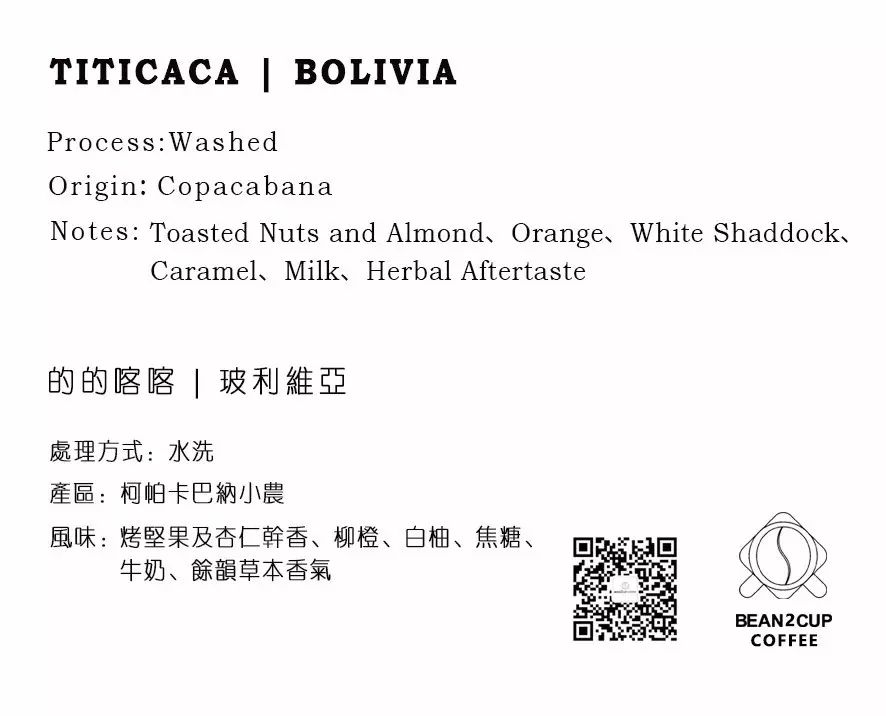 TITICACA | BOLIVIA
Process:Washed
Origin: Copacabana
Notes: Toasted Nuts and Almond、Orange、White Shaddock、
Caramel、Milk、Herbal Aftertaste
的的喀喀 | 玻利維亞
處理方式：水洗
產區：柯帕卡巴納小農
風味：烤堅果及杏仁幹香、柳橙、白柚、焦糖、
牛奶、餘韻草本香氣
BEAN2CUP
COFFEE